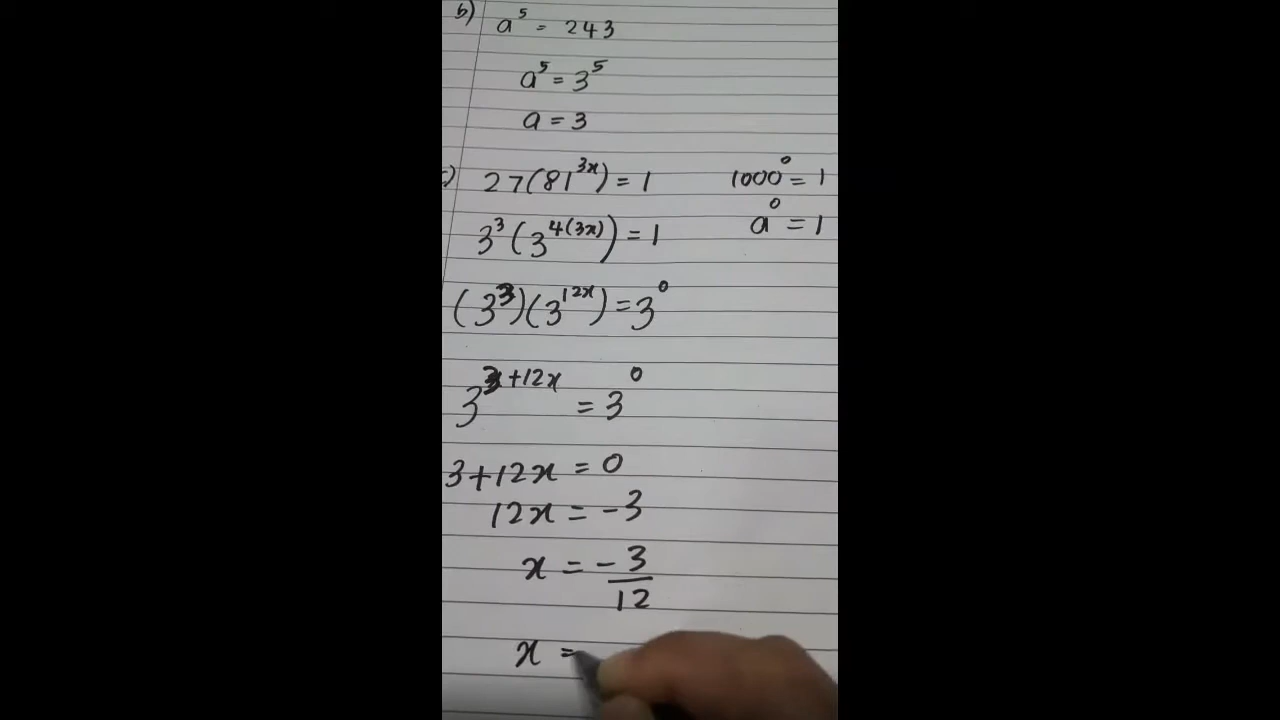 b) a⁵ = 243
a⁵ = 3⁵
a = 3
c) 27(81³ˣ) = 1 1000⁰ = 1
3³(3⁴⁽³ˣ⁾) = 1 a⁰ = 1
(3³)(3¹²ˣ) = 3⁰
3³⁺¹²ˣ = 3⁰
3+12x = 0
12x = -3
x = -3/12
x =